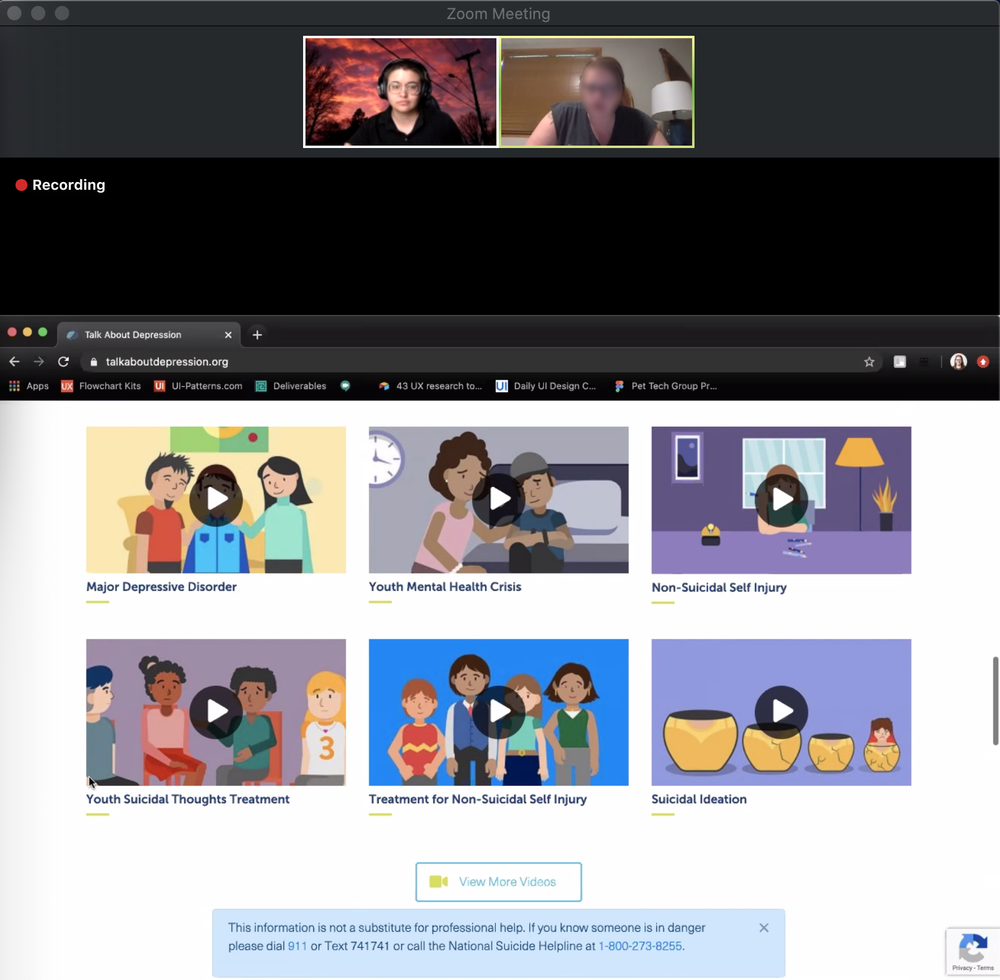 Zoom Meeting
Recording
Talk About Depression
talkaboutdepression.org
Apps
UX Flowchart Kits
UI UI-Patterns.com
Deliverables
43 UX research to...
UI Daily UI Design C...
Pet Tech Group Pr...
Major Depressive Disorder
Youth Mental Health Crisis
Non-Suicidal Self Injury
3
Youth Suicidal Thoughts Treatment
Treatment for Non-Suicidal Self Injury
Suicidal Ideation
View More Videos
This information is not a substitute for professional help. If you know someone is in danger
please dial 911 or Text 741741 or call the National Suicide Helpline at 1-800-273-8255.
Privacy - Terms